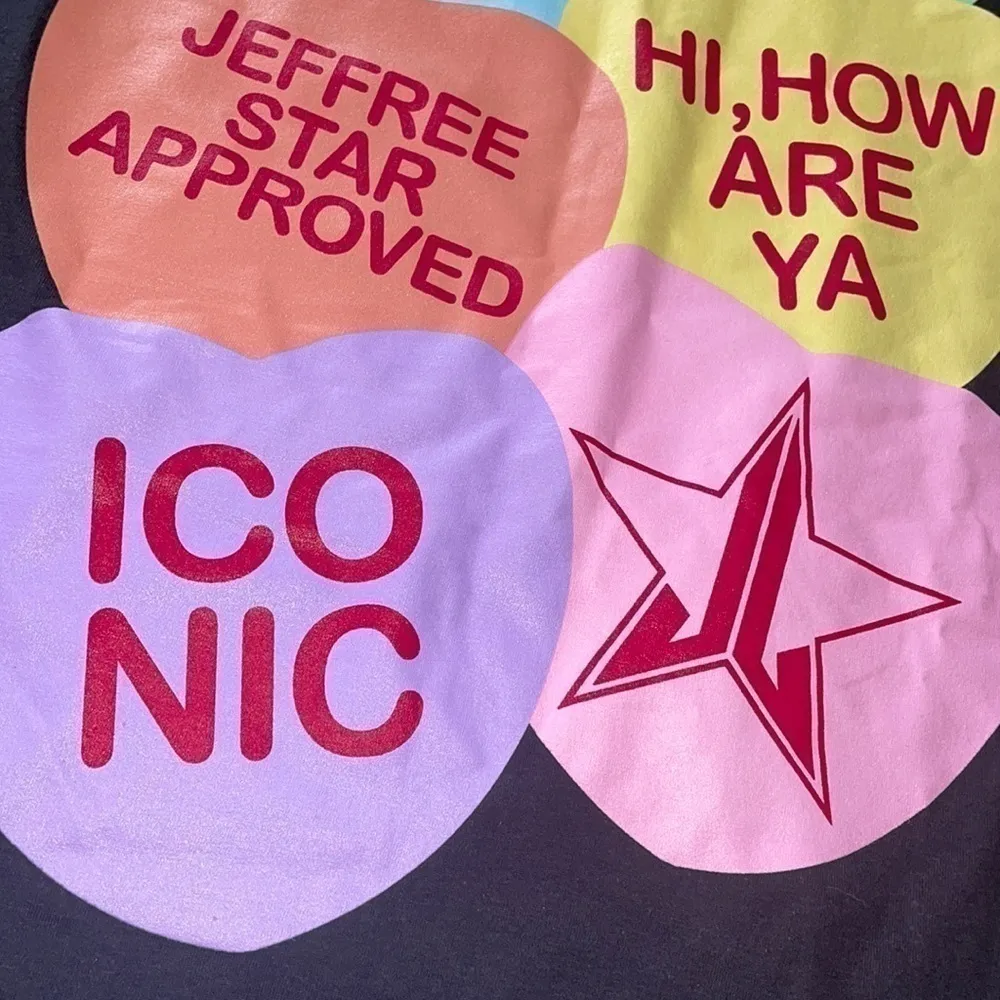 JEFFREE
STAR
APPROVED
HI, HOW
ARE
YA
ICO
NIC